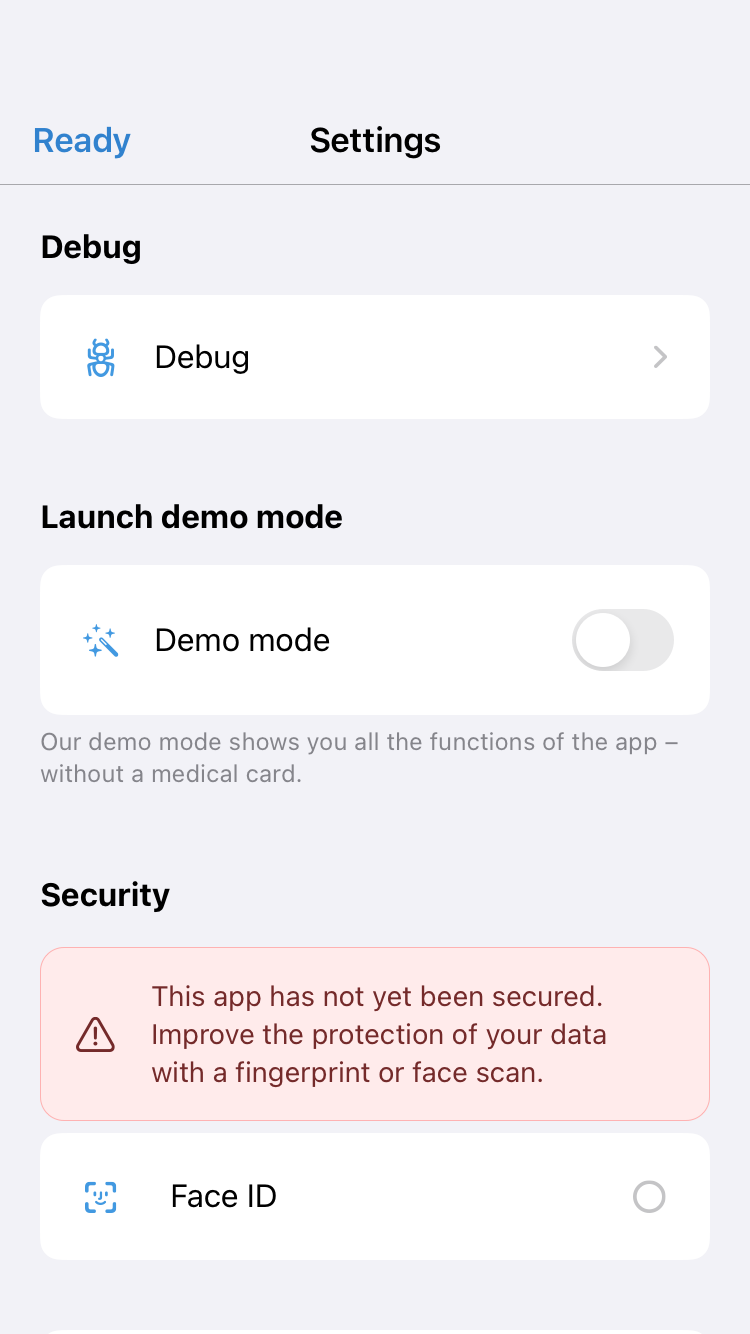 Ready
Settings
Debug
Debug
Launch demo mode
Demo mode
Our demo mode shows you all the functions of the app –
without a medical card.
Security
This app has not yet been secured.
Improve the protection of your data
with a fingerprint or face scan.
Face ID